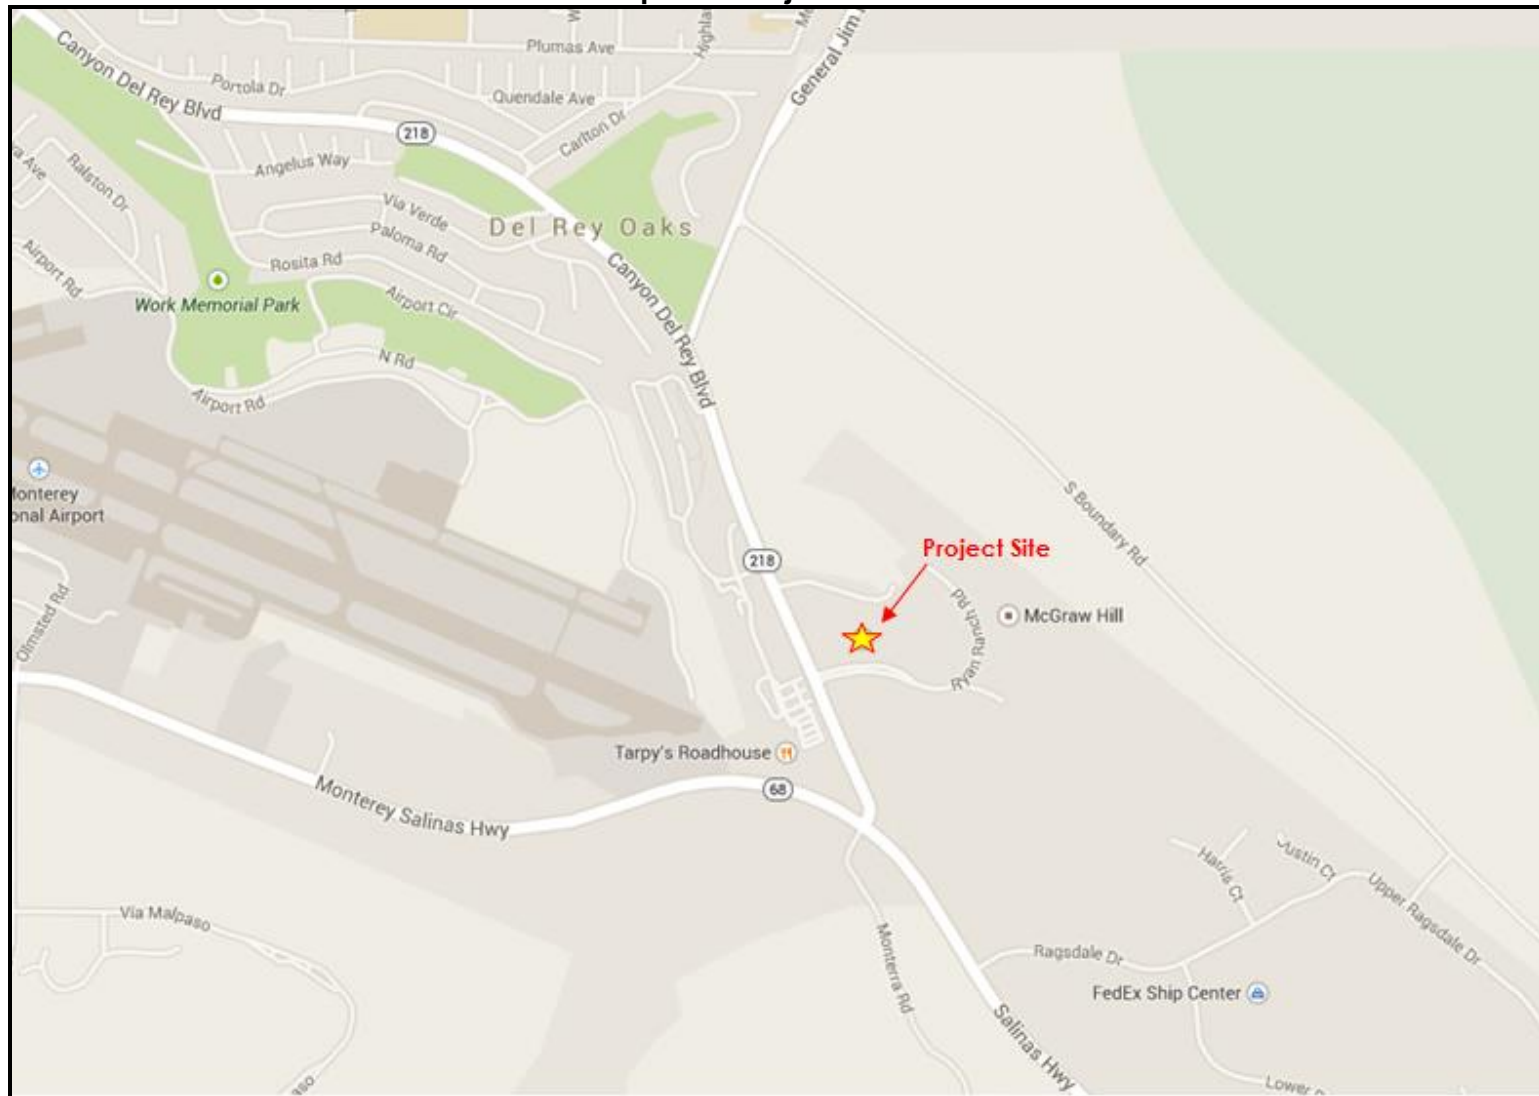 Plumas Ave
General Jim
Canyon Del Rey Blvd
Portola Dr
Quendale Ave
218
Carlton Dr
Angelus Way
Ralston Dr
Ave
Via Verde
Del Rey Oaks
Paloma Rd
Airport Rd
Rosita Rd
Canyon Del Rey Blvd
Work Memorial Park
Airport Cir
N Rd
Airport Rd
onterey
onal Airport
S Boundary Rd
Project Site
218
Olmsted Rd
Ryan Ranch Rd
McGraw Hill
Tarpy's Roadhouse
68
Monterey Salinas Hwy
Harris Ct
Justin Ct
Upper Ragsdale Dr
Via Malpaso
Monterra Rd
Ragsdale Dr
FedEx Ship Center
Salinas Hwy
Lower